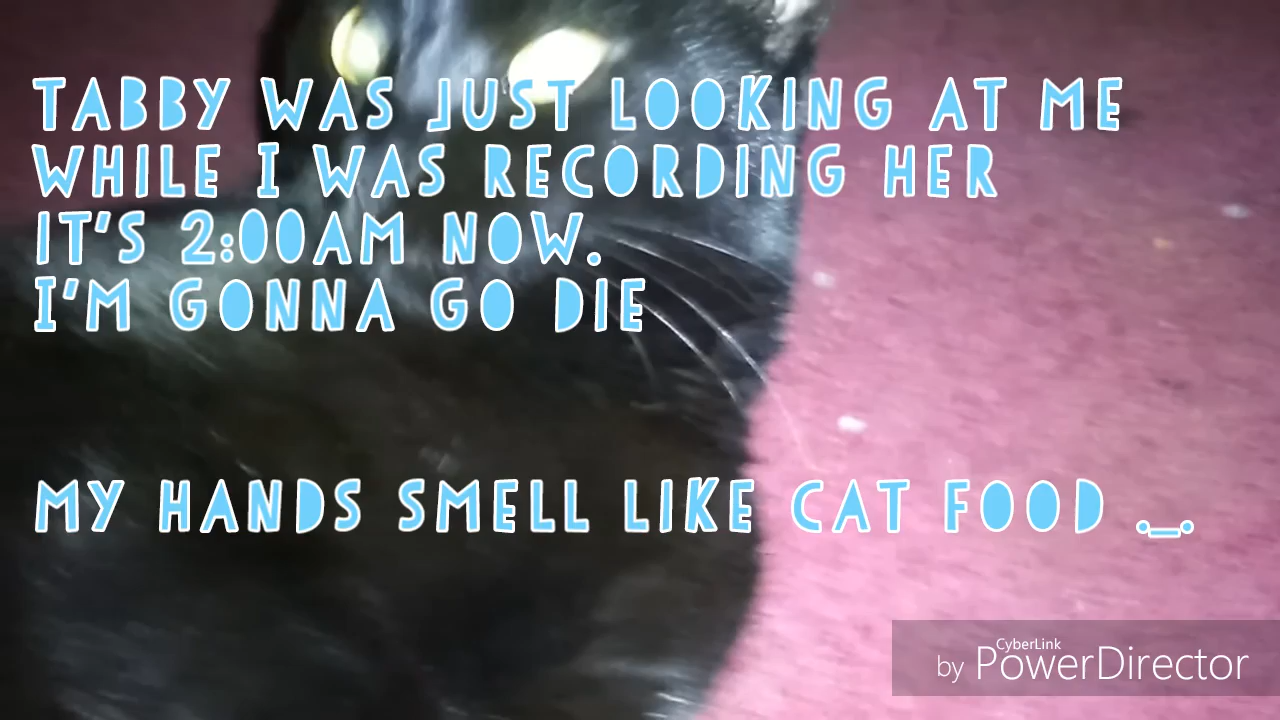 TABBY WAS JUST LOOKING AT ME
WHILE I WAS RECORDING HER
IT'S 2:00AM NOW.
I'M GONNA GO DIE
MY HANDS SMELL LIKE CAT FOOD ._.
CyberLink
by PowerDirector